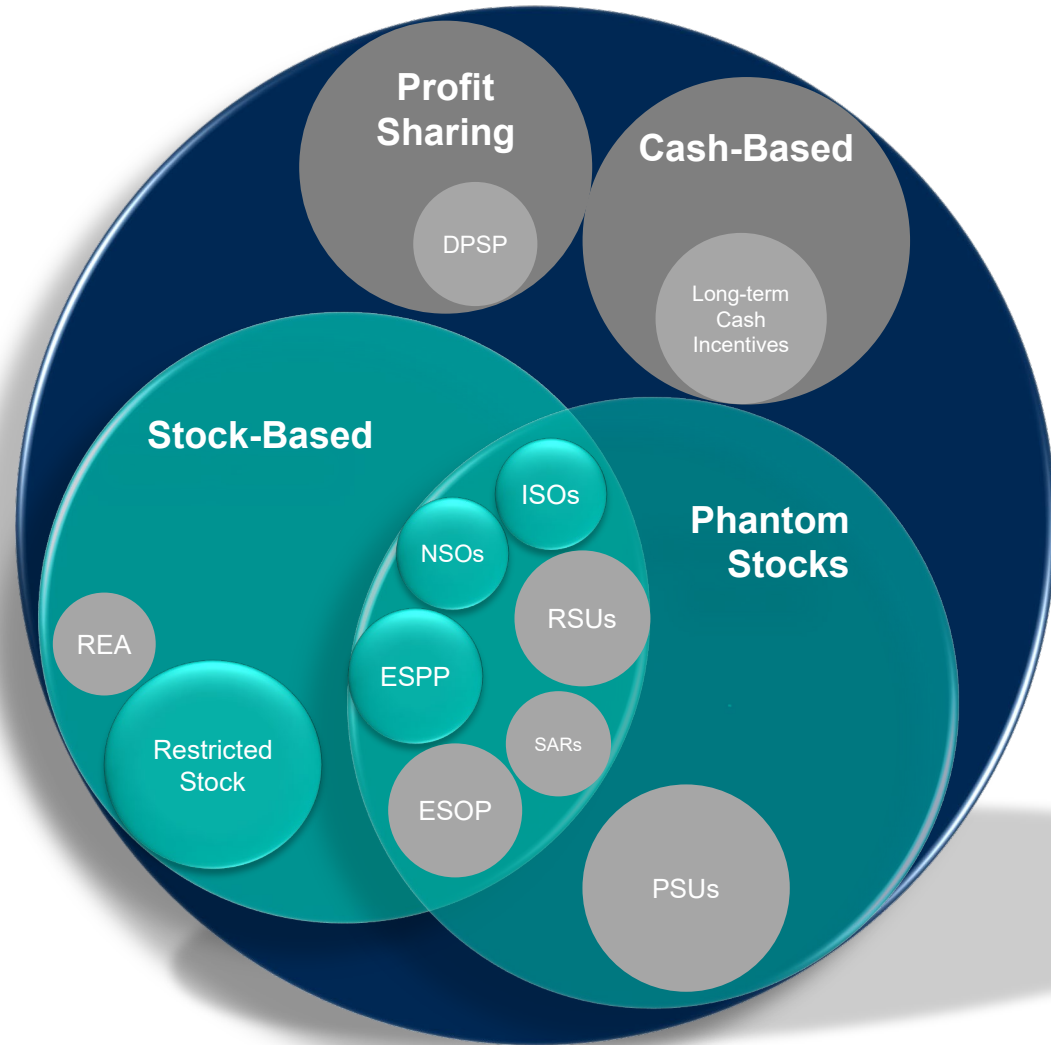 Profit
Sharing
DPSP
Cash-Based
Long-term
Cash
Incentives
Stock-Based
REA
Restricted
Stock
ISOs
NSOs
RSUs
ESPP
SARs
ESOP
Phantom
Stocks
PSUs